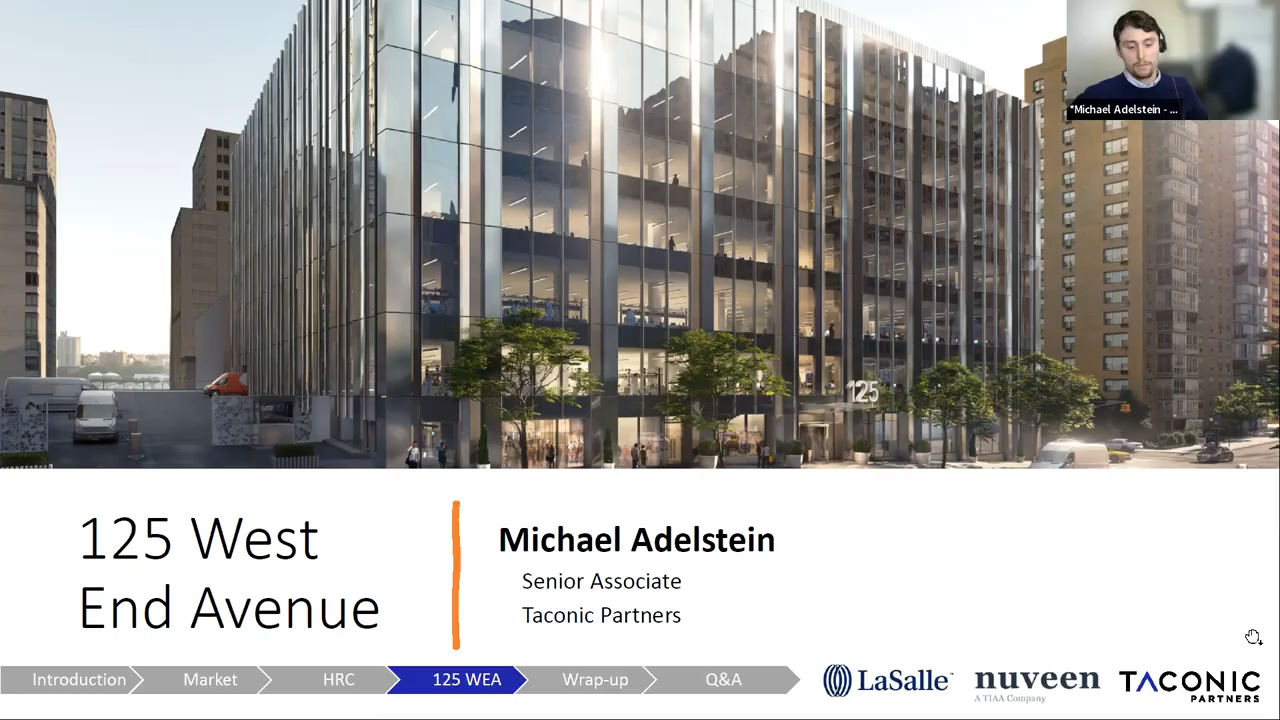 *Michael Adelstein - ...
125
125 West
End Avenue
Michael Adelstein
Senior Associate
Taconic Partners
Introduction
Market
HRC
125 WEA
Wrap-up
Q&A
LaSalle
nuveen
A TIAA Company
TACONIC
PARTNERS